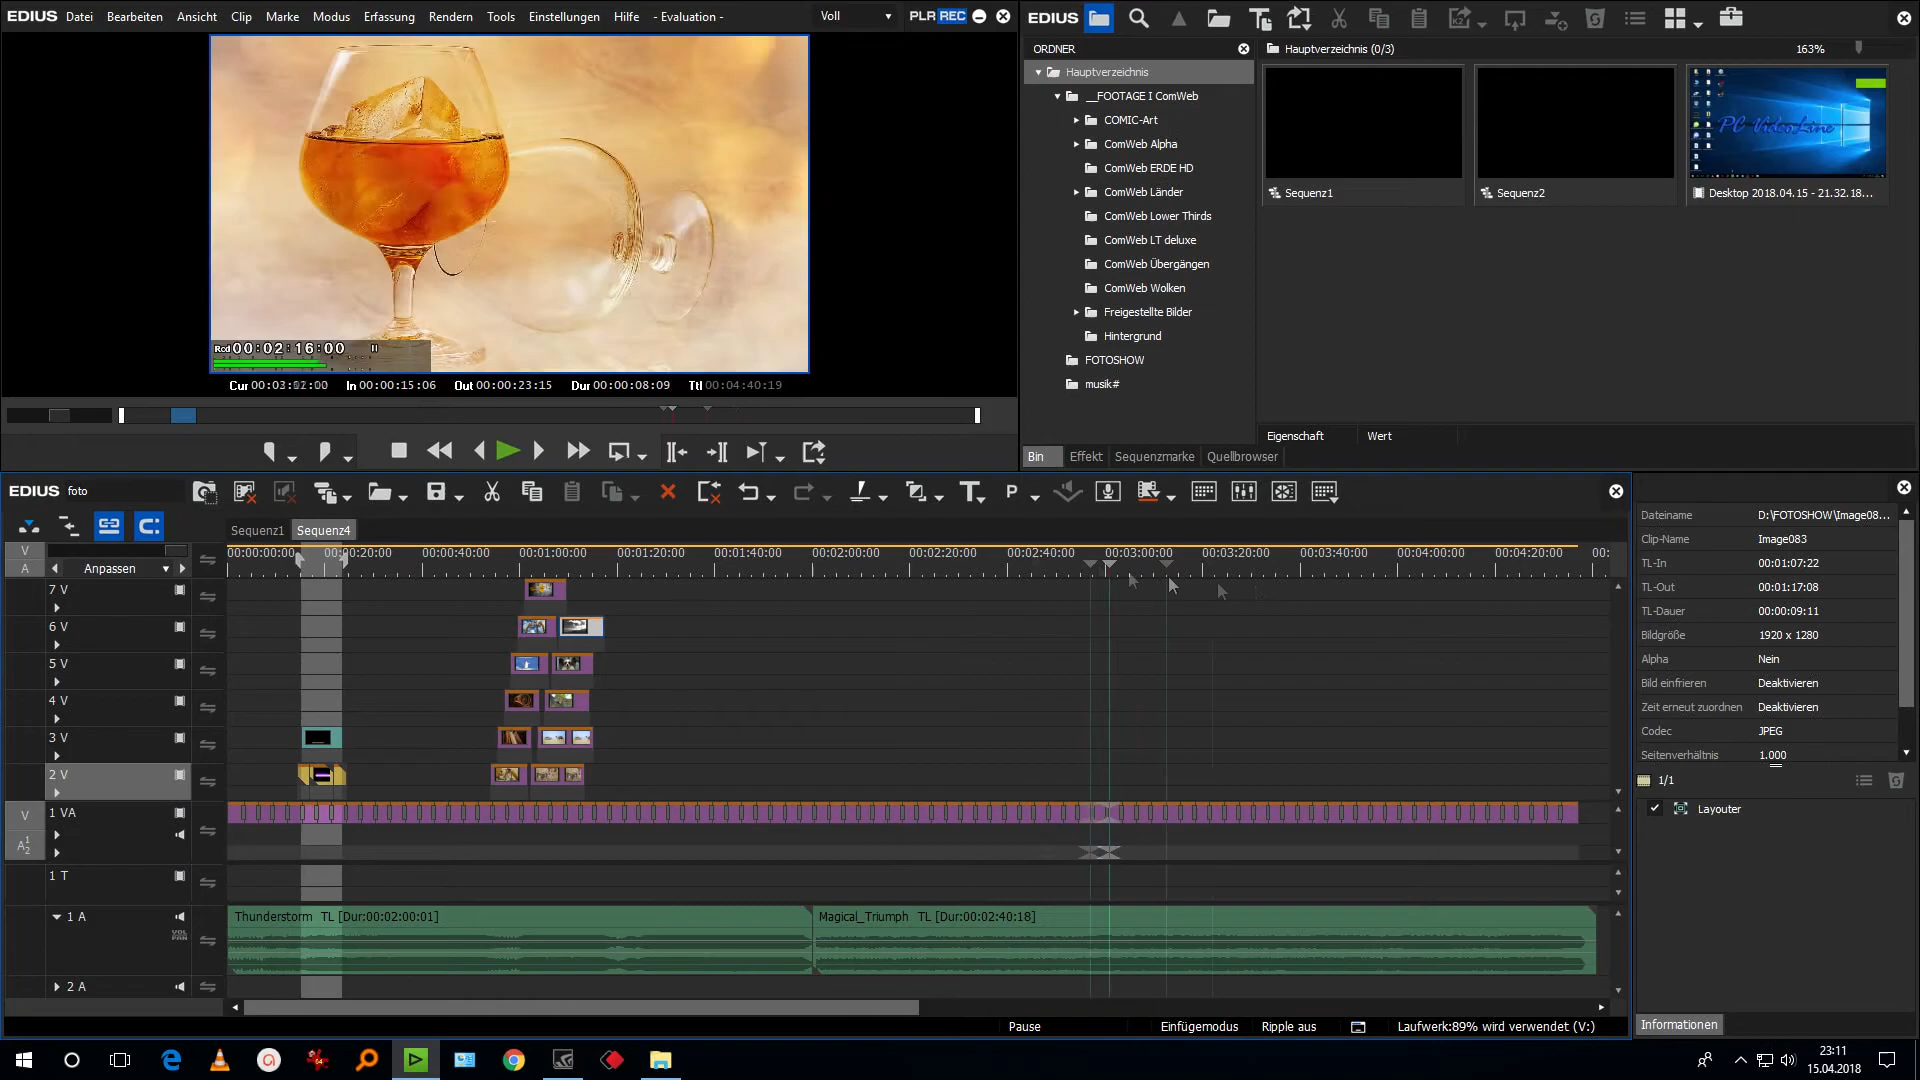 EDIUS Datei Bearbeiten Ansicht Clip Marke Modus Erfassung Rendern Tools Einstellungen Hilfe - Evaluation - Voll PLR REC
Rcd 00:02:16:00
In 00:00:15:06 Out 00:00:23:15 Dur 00:00:08:09 Ttl 00:04:40:19
EDIUS
ORDNER
Hauptverzeichnis
__FOOTAGE I ComWeb
COMIC-Art
ComWeb Alpha
ComWeb ERDE HD
ComWeb Länder
ComWeb Lower Thirds
ComWeb LT deluxe
ComWeb Übergängen
ComWeb Wolken
Freigestellte Bilder
Hintergrund
FOTOSHOW
musik#
Hauptverzeichnis (0/3) 163%
PC VideoLine
Sequenz1
Sequenz2
Desktop 2018.04.15 - 21.32.18...
Eigenschaft Wert
Bin Effekt Sequenzmarke Quellbrowser
EDIUS foto
Sequenz1 Sequenz4
V
A
Anpassen
00:00:00:00 00:00:20:00 00:00:40:00 00:01:00:00 00:01:20:00 00:01:40:00 00:02:00:00 00:02:20:00 00:02:40:00 00:03:00:00 00:03:20:00 00:03:40:00 00:04:00:00 00:04:20:00 00:
7 V
6 V
5 V
4 V
3 V
2 V
V 1 VA
A
1 T
1 A
VOL
PAN
Thunderstorm TL [Dur:00:02:00:01]
Magical_Triumph TL [Dur:00:02:40:18]
2 A
Pause Einfügemodus Ripple aus Laufwerk:89% wird verwendet (V:)
Dateiname D:\FOTOSHOW\Image08...
Clip-Name Image083
TL-In 00:01:07:22
TL-Out 00:01:17:08
TL-Dauer 00:00:09:11
Bildgröße 1920 x 1280
Alpha Nein
Bild einfrieren Deaktivieren
Zeit erneut zuordnen Deaktivieren
Codec JPEG
Seitenverhältnis 1.000
1/1
Layouter
Informationen
23:11
15.04.2018